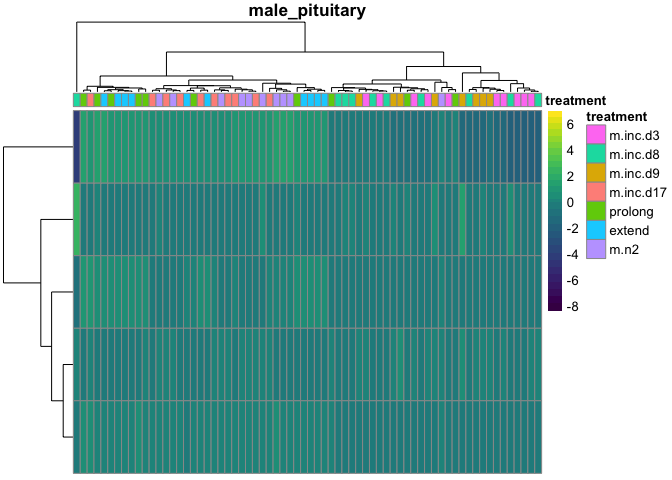 male_pituitary
treatment
treatment
6
4
2
0
-2
-4
-6
-8
m.inc.d3
m.inc.d8
m.inc.d9
m.inc.d17
prolong
extend
m.n2